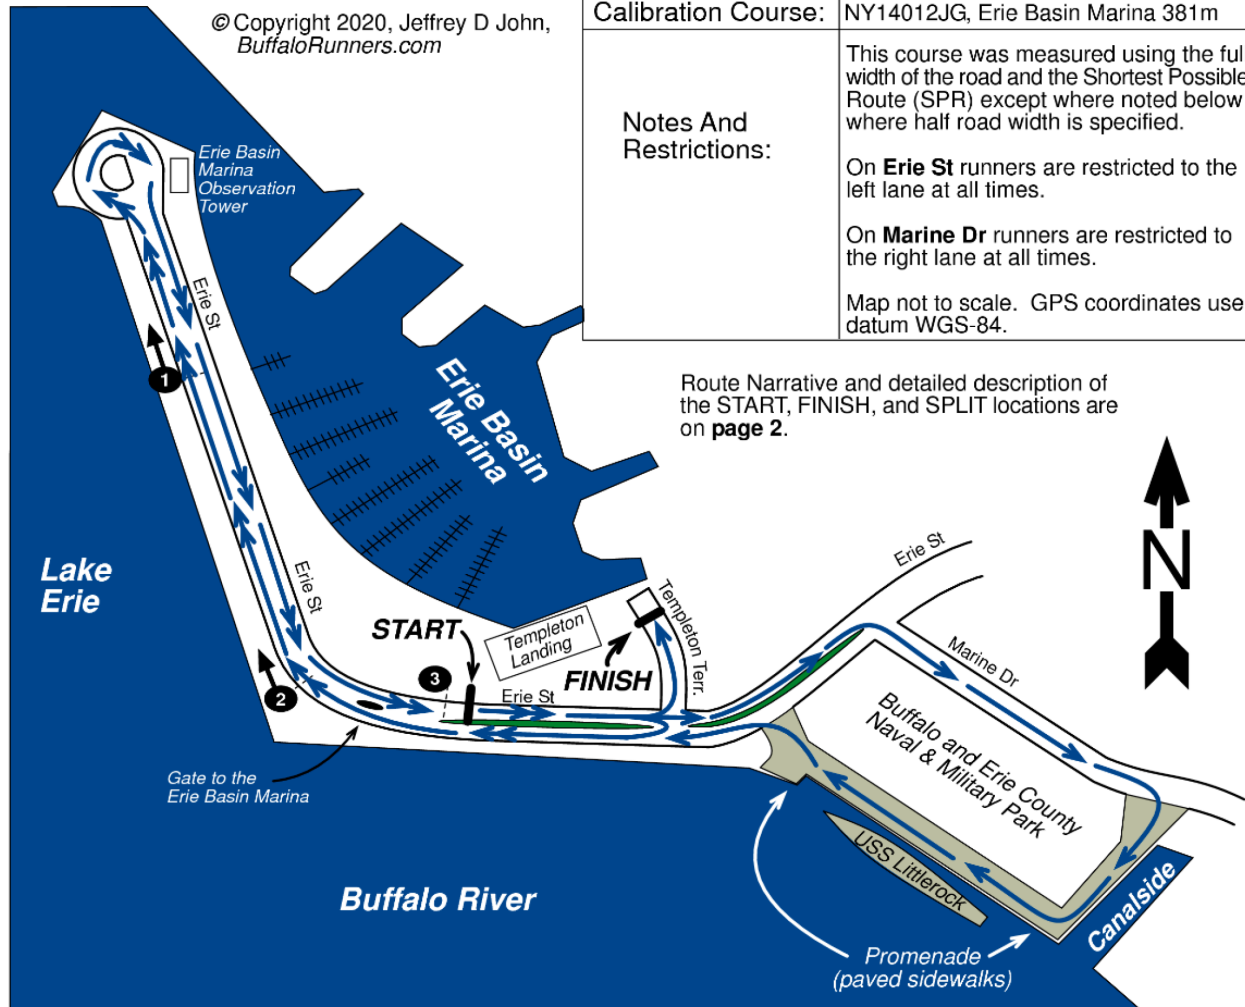 © Copyright 2020, Jeffrey D John,
BuffaloRunners.com
Calibration Course: NY14012JG, Erie Basin Marina 381m
Notes And
Restrictions:
This course was measured using the full
width of the road and the Shortest Possible
Route (SPR) except where noted below
where half road width is specified.
On Erie St runners are restricted to the
left lane at all times.
On Marine Dr runners are restricted to
the right lane at all times.
Map not to scale. GPS coordinates use
datum WGS-84.
Route Narrative and detailed description of
the START, FINISH, and SPLIT locations are
on page 2.
Erie Basin
Marina
Observation
Tower
Erie St
1
Erie Basin
Marina
N
Lake
Erie
Erie St
Erie St
START
Templeton
Landing
Templeton Terr.
FINISH
Marine Dr
2
3
Erie St
Buffalo and Erie County
Naval & Military
Park
Gate to the
Erie Basin Marina
USS Littlerock
Buffalo River
Canalside
Promenade
(paved sidewalks)